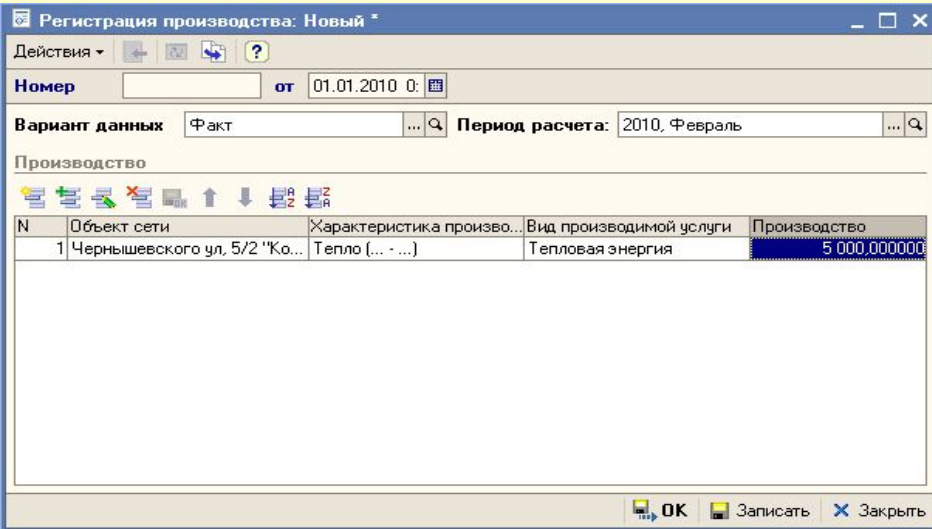 Регистрация производства: Новый *
Действия
Номер от 01.01.2010 0:
Вариант данных Факт ... Период расчета: 2010, Февраль ...
Производство
N Объект сети Характеристика произво... Вид производимой услуги Производство
1 Чернышевского ул, 5/2 "Ко... Тепло (... - ...) Тепловая энергия 5 000,000000
OK Записать Закрыть